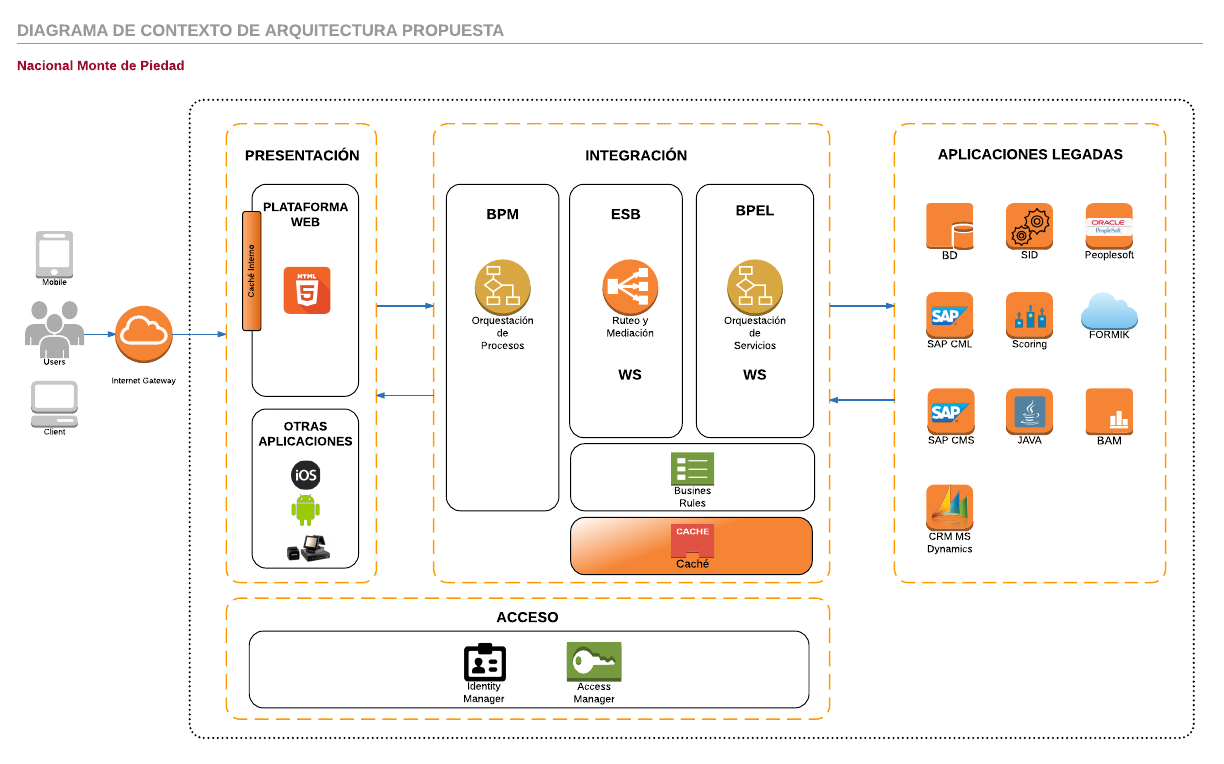 DIAGRAMA DE CONTEXTO DE ARQUITECTURA PROPUESTA
Nacional Monte de Piedad
Mobile
Users
Client
Internet Gateway
PRESENTACIÓN
PLATAFORMA
WEB
Caché Interno
HTML
5
OTRAS
APLICACIONES
iOS
INTEGRACIÓN
BPM
Orquestación
de
Procesos
ESB
Ruteo y
Mediación
WS
BPEL
Orquestación
de
Servicios
WS
Busines
Rules
CACHE
Caché
APLICACIONES LEGADAS
BD
SID
ORACLE
PeopleSoft
Peoplesoft
SAP
SAP CML
Scoring
FORMIK
SAP
SAP CMS
JAVA
BAM
CRM MS
Dynamics
ACCESO
Identity
Manager
Access
Manager